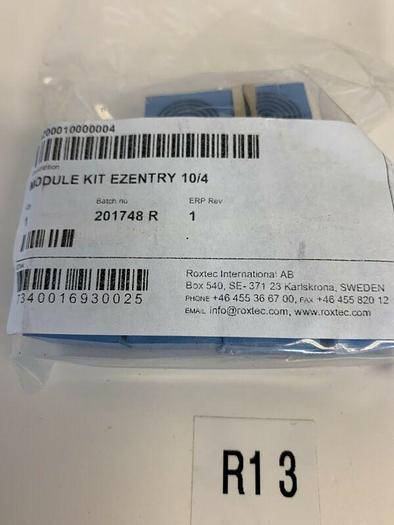 200010000004
MODULE KIT EZENTRY 10/4
Batch no
ERP Rev
1
201748 R
1
7340016930025
Roxtec International AB
Box 540, SE- 371 23 Karlskrona, SWEDEN
PHONE +46 455 36 67 00, FAX +46 455 820 12
EMAIL info@roxtec.com, www.roxtec.com
R13